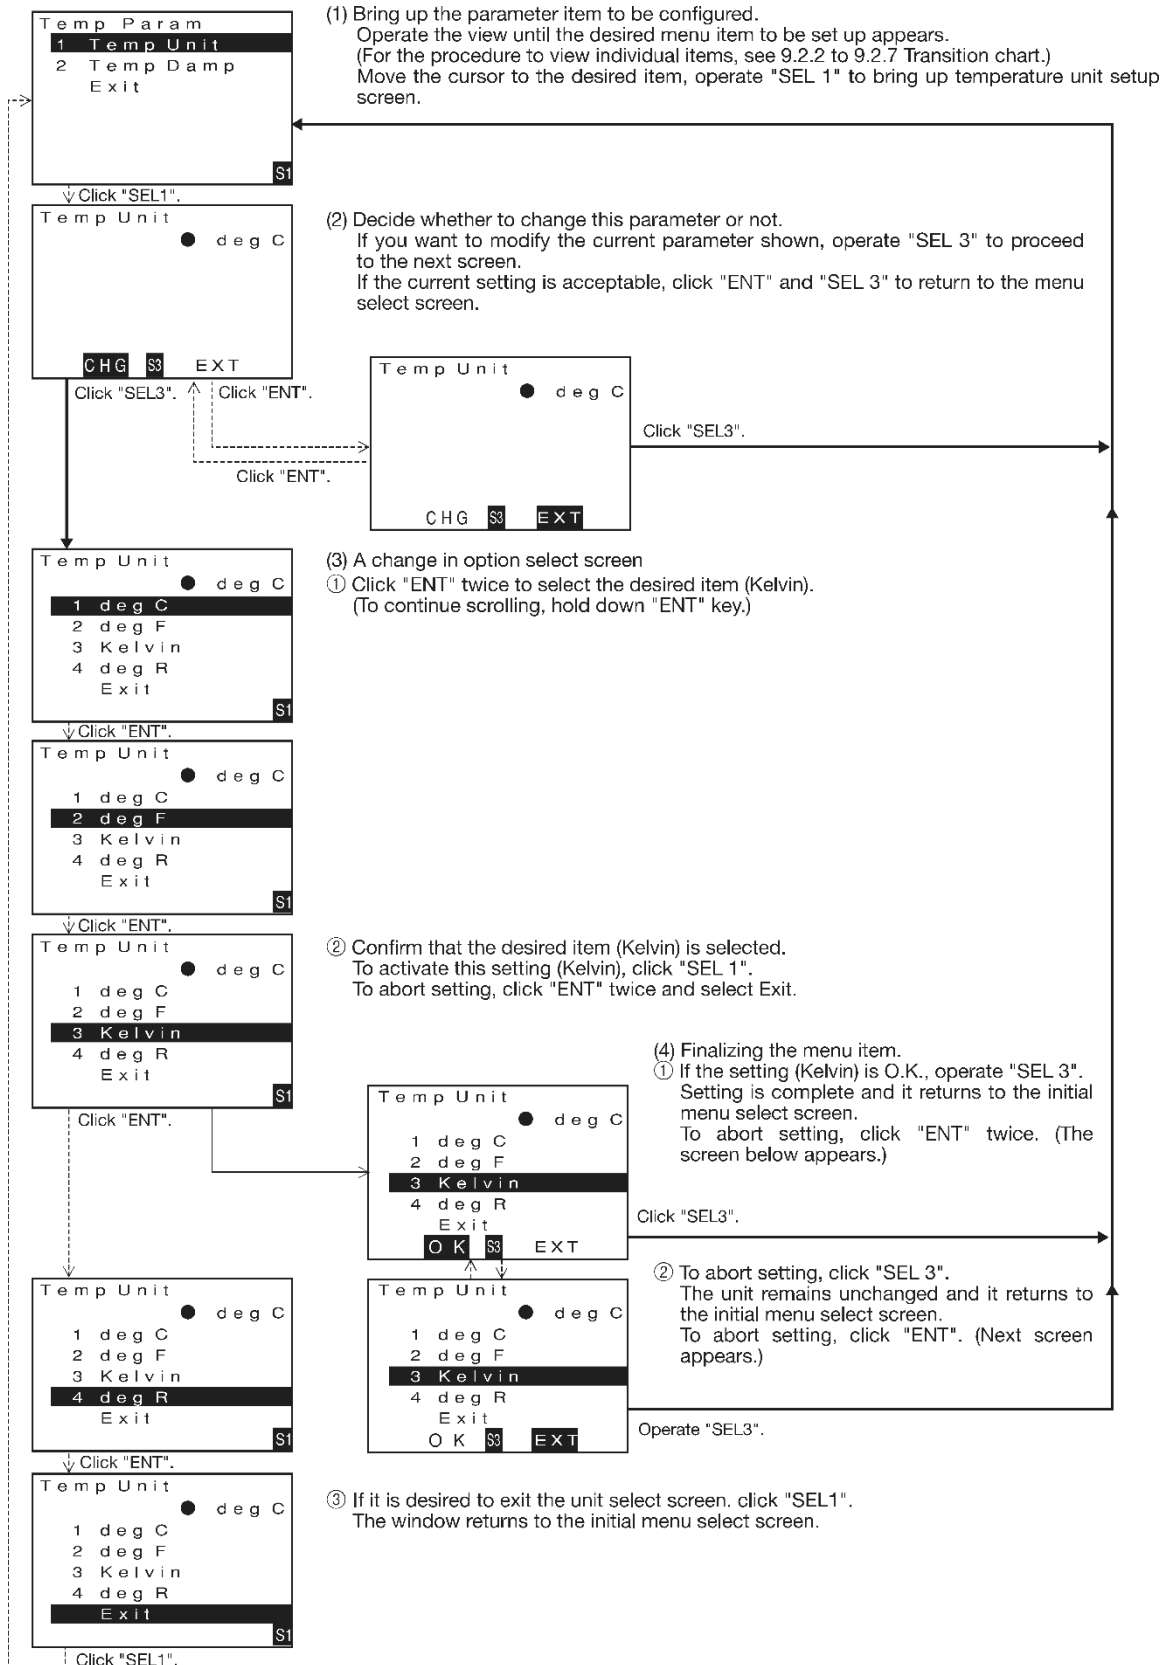 Temp Param
1 Temp Unit
2 Temp Damp
Exit
S1
(1) Bring up the parameter item to be configured.
Operate the view until the desired menu item to be set up appears.
(For the procedure to view individual items, see 9.2.2 to 9.2.7 Transition chart.)
Move the cursor to the desired item, operate "SEL 1" to bring up temperature unit setup
screen.
Click "SEL1".
Temp Unit
● deg C
CHG S3 EXT
(2) Decide whether to change this parameter or not.
If you want to modify the current parameter shown, operate "SEL 3" to proceed
to the next screen.
If the current setting is acceptable, click "ENT" and "SEL 3" to return to the menu
select screen.
Click "SEL3".
Click "ENT".
Click "ENT".
Temp Unit
● deg C
CHG S3 EXT
Click "SEL3".
Temp Unit
● deg C
1 deg C
2 deg F
3 Kelvin
4 deg R
Exit
S1
(3) A change in option select screen
① Click "ENT" twice to select the desired item (Kelvin).
(To continue scrolling, hold down "ENT" key.)
Click "ENT".
Temp Unit
● deg C
1 deg C
2 deg F
3 Kelvin
4 deg R
Exit
S1
Click "ENT".
Temp Unit
● deg C
1 deg C
2 deg F
3 Kelvin
4 deg R
Exit
S1
② Confirm that the desired item (Kelvin) is selected.
To activate this setting (Kelvin), click "SEL 1".
To abort setting, click "ENT" twice and select Exit.
Click "ENT".
Temp Unit
● deg C
1 deg C
2 deg F
3 Kelvin
4 deg R
Exit
OK S3 EXT
(4) Finalizing the menu item.
① If the setting (Kelvin) is O.K., operate "SEL 3".
Setting is complete and it returns to the initial
menu select screen.
To abort setting, click "ENT" twice. (The
screen below appears.)
Click "SEL3".
Temp Unit
● deg C
1 deg C
2 deg F
3 Kelvin
4 deg R
Exit
S1
Temp Unit
● deg C
1 deg C
2 deg F
3 Kelvin
4 deg R
Exit
OK S3 EXT
② To abort setting, click "SEL 3".
The unit remains unchanged and it returns to
the initial menu select screen.
To abort setting, click "ENT". (Next screen
appears.)
Operate "SEL3".
Click "ENT".
Temp Unit
● deg C
1 deg C
2 deg F
3 Kelvin
4 deg R
Exit
S1
③ If it is desired to exit the unit select screen. click "SEL1".
The window returns to the initial menu select screen.
Click "SEL1".